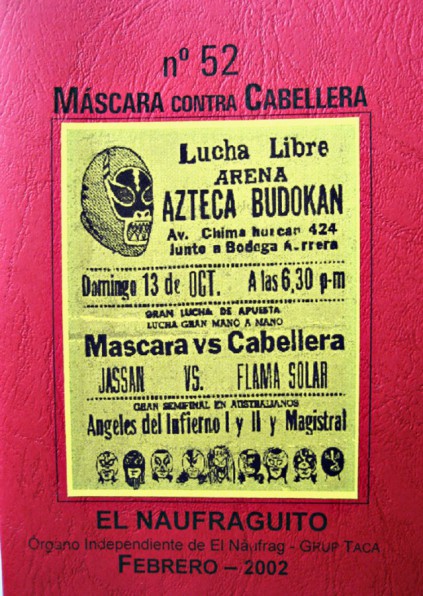 nº 52
MÁSCARA CONTRA CABELLERA
Lucha Libre
ARENA
AZTECA BUDOKAN
Av. Chimalhuacan 424
Junto a Bodega Aurrera
Domingo 13 de OCT. A las 6,30 p-m
GRAN LUCHA DE APUESTA
LUCHA GRAN MANO A MANO
Mascara vs Cabellera
JASSAN VS. FLAMA SOLAR
GRAN SEMIFINAL EN AUSTRALIANOS
Angeles del Infierno I y II y Magistral
EL NAUFRAGUITO
Órgano Independiente de El Náufrag - GRUP TACA
FEBRERO – 2002